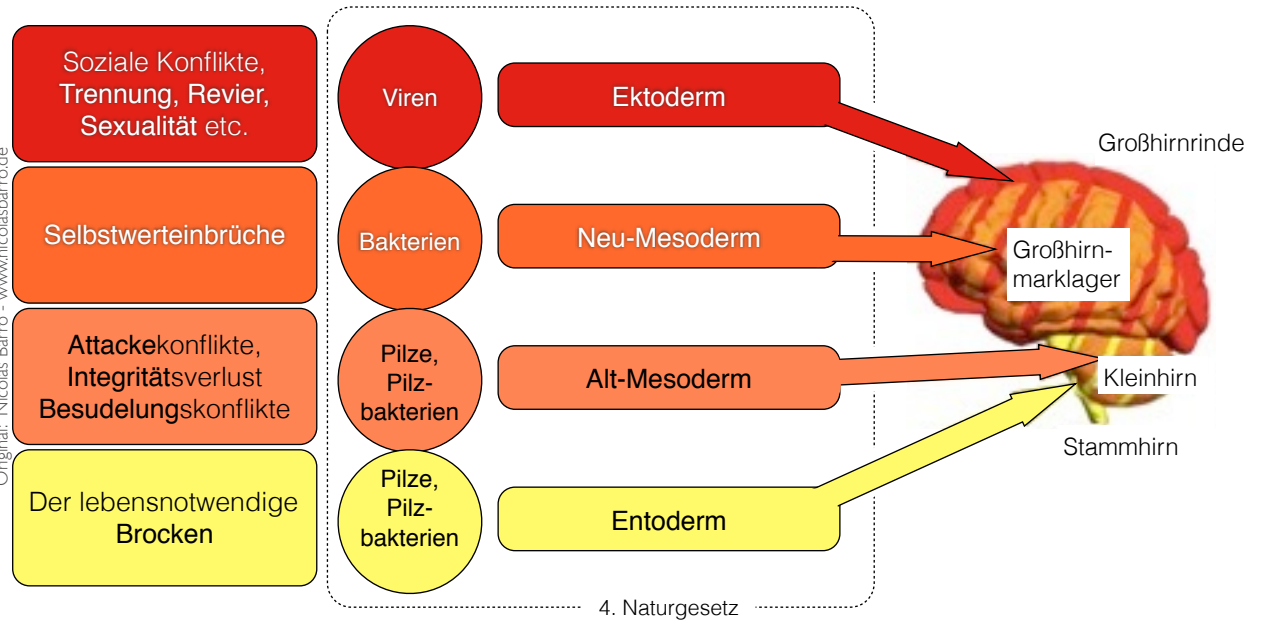 Soziale Konflikte,
Trennung, Revier,
Sexualität etc.
Viren
Ektoderm
Großhirnrinde
Selbstwerteinbrüche
Bakterien
Neu-Mesoderm
Großhirn-
marklager
Attackekonflikte,
Integritätsverlust
Besudelungskonflikte
Pilze,
Pilz-
bakterien
Alt-Mesoderm
Kleinhirn
Der lebensnotwendige
Brocken
Pilze,
Pilz-
bakterien
Entoderm
Stammhirn
4. Naturgesetz
Original: Nicolas Barro - www.nicolasbarro.de